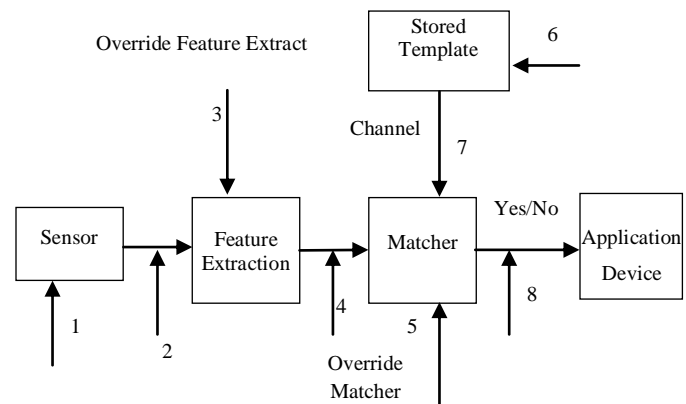 Override Feature Extract
Stored
Template
6
3
Channel
7
Yes/No
Sensor
Feature
Extraction
Matcher
Application
Device
1
2
4
5
8
Override
Matcher